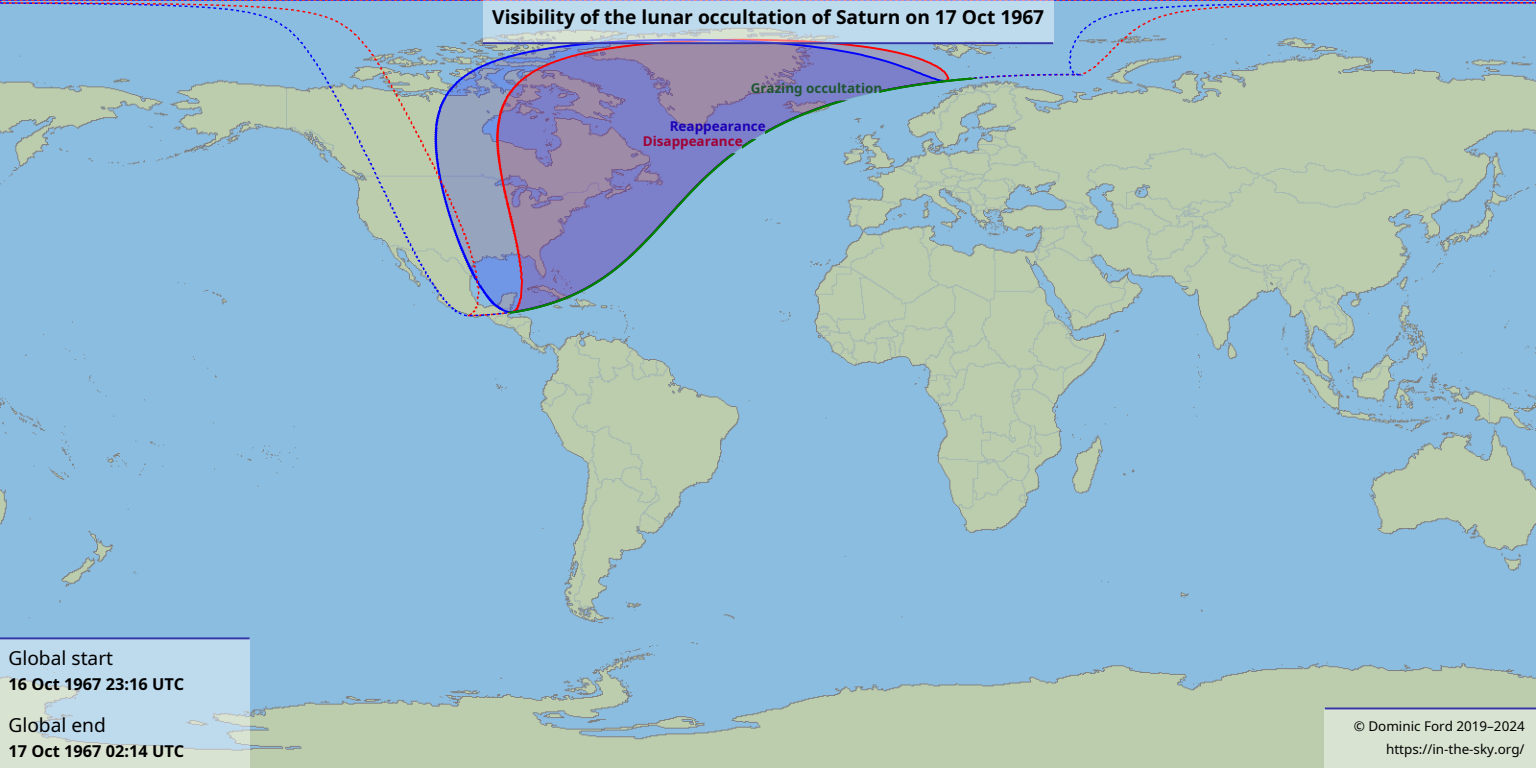 Visibility of the lunar occultation of Saturn on 17 Oct 1967
Grazing occultation
Reappearance
Disappearance
Global start
16 Oct 1967 23:16 UTC
Global end
17 Oct 1967 02:14 UTC
© Dominic Ford 2019–2024
https://in-the-sky.org/